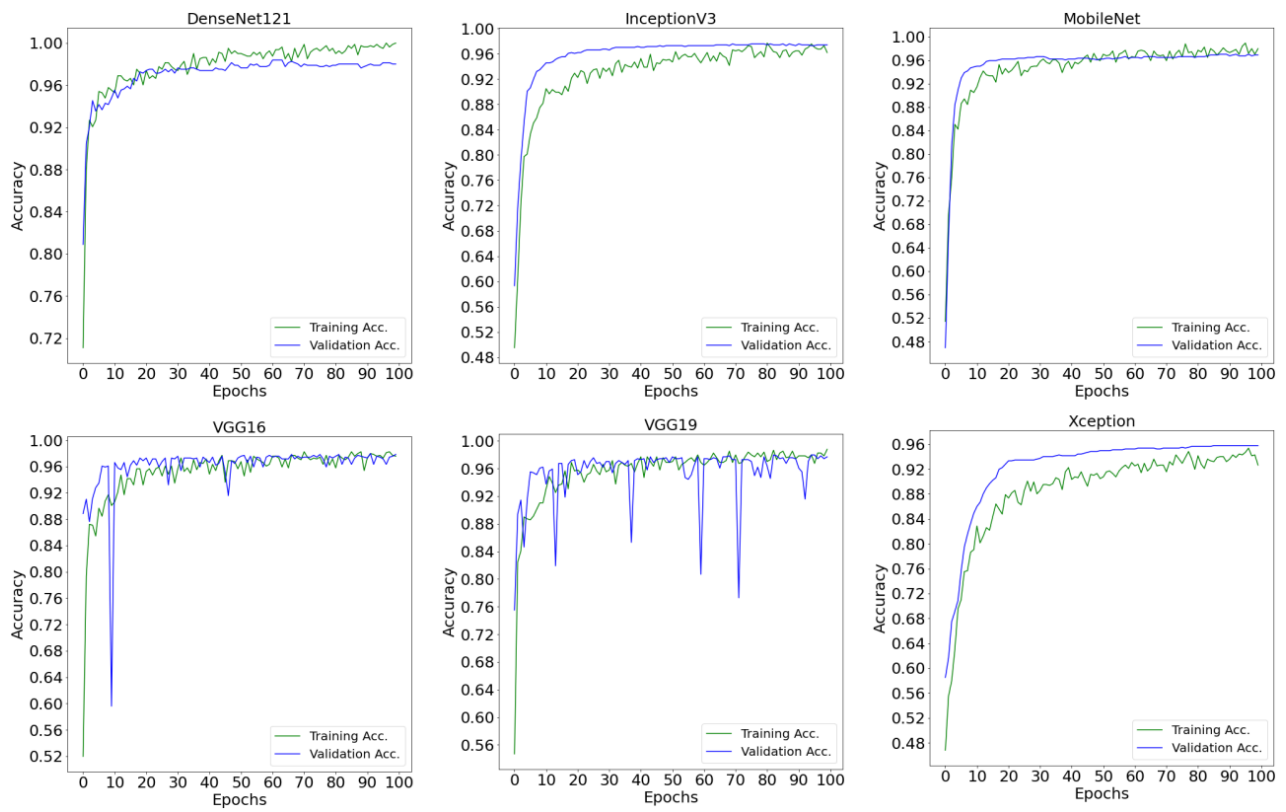 DenseNet121
1.00
0.96
0.92
0.88
0.84
0.80
0.76
0.72
Accuracy
Training Acc.
Validation Acc.
0 10 20 30 40 50 60 70 80 90 100
Epochs
InceptionV3
1.00
0.96
0.92
0.88
0.84
0.80
0.76
0.72
0.68
0.64
0.60
0.56
0.52
0.48
Accuracy
Training Acc.
Validation Acc.
0 10 20 30 40 50 60 70 80 90 100
Epochs
MobileNet
1.00
0.96
0.92
0.88
0.84
0.80
0.76
0.72
0.68
0.64
0.60
0.56
0.52
0.48
Accuracy
Training Acc.
Validation Acc.
0 10 20 30 40 50 60 70 80 90 100
Epochs
VGG16
1.00
0.96
0.92
0.88
0.84
0.80
0.76
0.72
0.68
0.64
0.60
0.56
0.52
Accuracy
Training Acc.
Validation Acc.
0 10 20 30 40 50 60 70 80 90 100
Epochs
VGG19
1.00
0.96
0.92
0.88
0.84
0.80
0.76
0.72
0.68
0.64
0.60
0.56
Accuracy
Training Acc.
Validation Acc.
0 10 20 30 40 50 60 70 80 90 100
Epochs
Xception
0.96
0.92
0.88
0.84
0.80
0.76
0.72
0.68
0.64
0.60
0.56
0.52
0.48
Accuracy
Training Acc.
Validation Acc.
0 10 20 30 40 50 60 70 80 90 100
Epochs